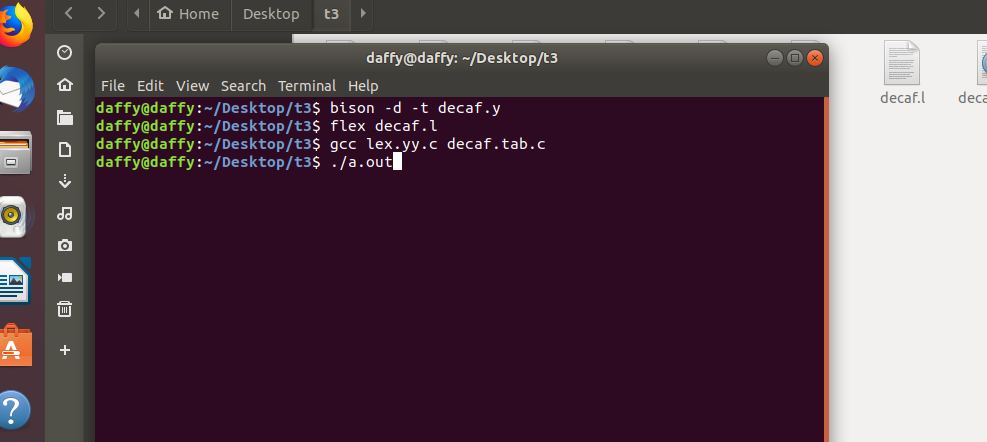 Home Desktop t3
daffy@daffy: ~/Desktop/t3
File Edit View Search Terminal Help
daffy@daffy:~/Desktop/t3$ bison -d -t decaf.y
daffy@daffy:~/Desktop/t3$ flex decaf.l
daffy@daffy:~/Desktop/t3$ gcc lex.yy.c decaf.tab.c
daffy@daffy:~/Desktop/t3$ ./a.out
decaf.l